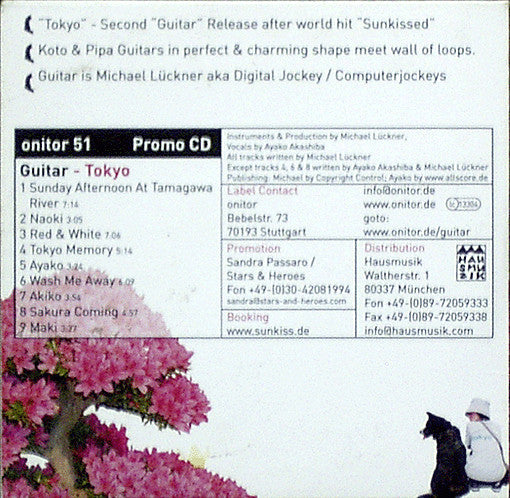 "Tokyo" - Second "Guitar" Release after world hit "Sunkissed"
Koto & Pipa Guitars in perfect & charming shape meet wall of loops.
Guitar is Michael Lückner aka Digital Jockey / Computerjockeys
onitor 51 Promo CD
Guitar - Tokyo
1 Sunday Afternoon At Tamagawa
River 7:14
2 Naoki 3:05
3 Red & White 7:06
4 Tokyo Memory 5:14
5 Ayako 3:24
6 Wash Me Away 6:09
7 Akiko 3:54
8 Sakura Coming 4:57
9 Maki 3:27
Instruments & Production by Michael Lückner,
Vocals by Ayako Akashiba
All tracks written by Michael Lückner
Except tracks 4, 6 & 8 written by Ayako Akashiba & Michael Lückner
Publishing: Michael by Copyright Control; Ayako by www.allscore.de
Label Contact
onitor
Bebelstr. 73
70193 Stuttgart
info@onitor.de
www.onitor.de lc 13304
goto:
www.onitor.de/guitar
Promotion
Sandra Passaro /
Stars & Heroes
Fon +49-(0)30-42081994
sandra@stars-and-heroes.com
Booking
www.sunkiss.de
Distribution
Hausmusik
Waltherstr. 1
80337 München
Fon +49-(0)89-72059333
Fax +49-(0)89-72059338
info@hausmusik.com
HAUSMUSIK